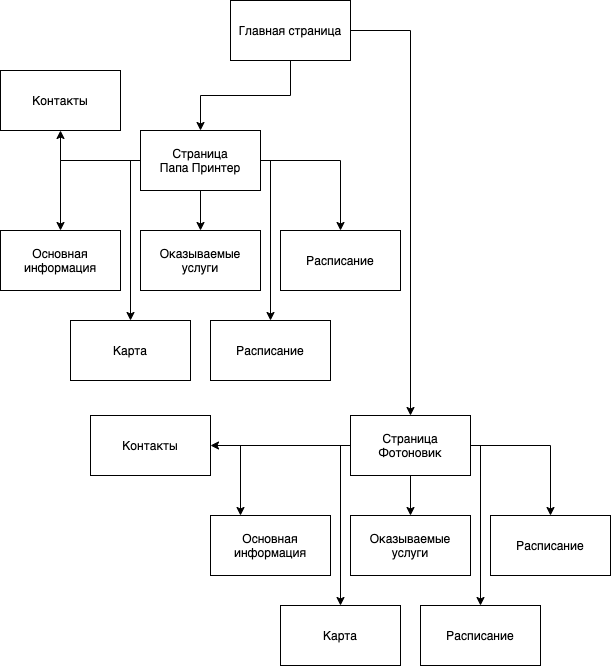 Главная страница
Контакты
Страница
Папа Принтер
Основная
информация
Оказываемые
услуги
Расписание
Карта
Расписание
Контакты
Страница
Фотоновик
Основная
информация
Оказываемые
услуги
Расписание
Карта
Расписание